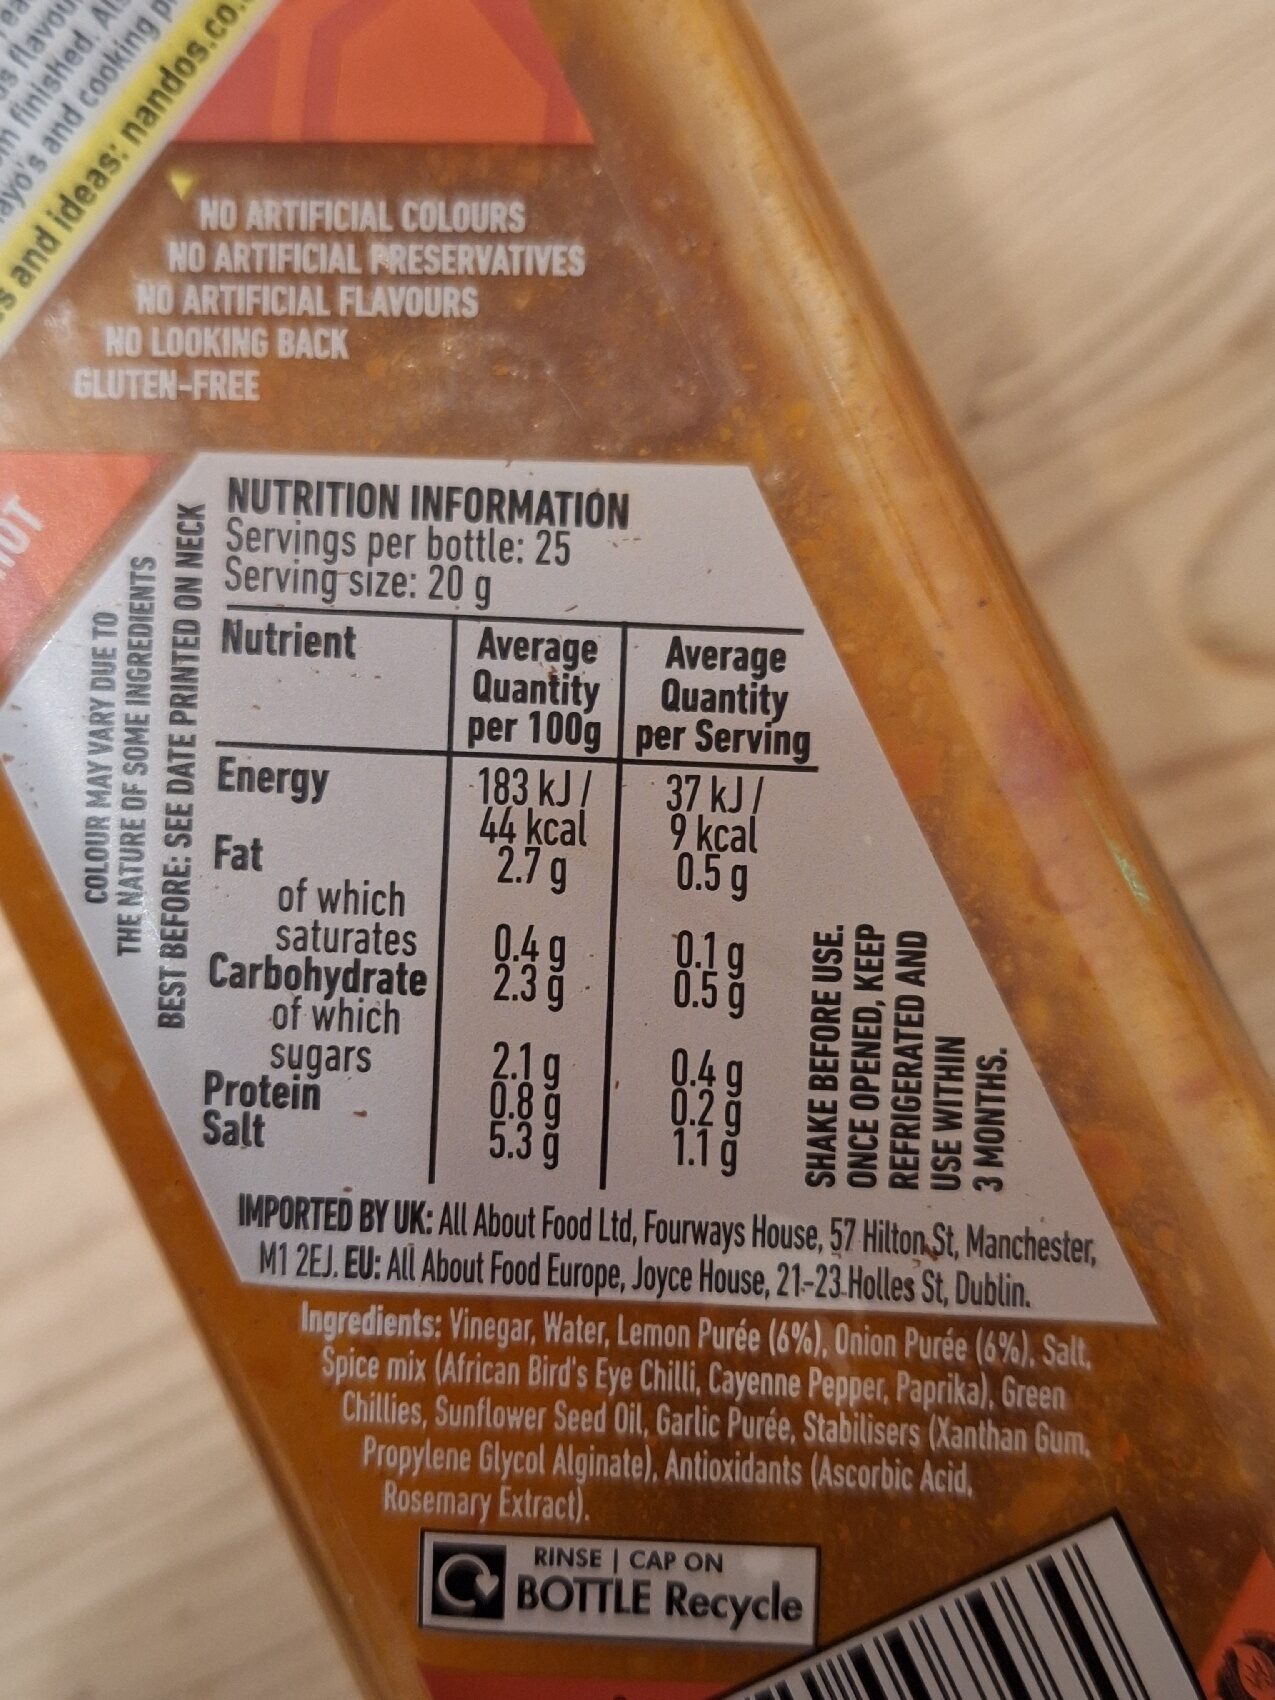 flavour
finished.
and cooking
and ideas: nandos.co.
NO ARTIFICIAL COLOURS
NO ARTIFICIAL PRESERVATIVES
NO ARTIFICIAL FLAVOURS
NO LOOKING BACK
GLUTEN-FREE
COLOUR MAY VARY DUE TO
THE NATURE OF SOME INGREDIENTS
BEST BEFORE: SEE DATE PRINTED ON NECK
NUTRITION INFORMATION
Servings per bottle: 25
Serving size: 20 g
Nutrient Average Quantity per 100g Average Quantity per Serving
Energy 183 kJ / 44 kcal 37 kJ / 9 kcal
Fat 2.7 g 0.5 g
of which saturates 0.4 g 0.1 g
Carbohydrate 2.3 g 0.5 g
of which sugars 2.1 g 0.4 g
Protein 0.8 g 0.2 g
Salt 5.3 g 1.1 g
SHAKE BEFORE USE.
ONCE OPENED, KEEP
REFRIGERATED AND
USE WITHIN
3 MONTHS.
IMPORTED BY UK: All About Food Ltd, Fourways House, 57 Hilton St, Manchester,
M1 2EJ. EU: All About Food Europe, Joyce House, 21-23 Holles St, Dublin.
Ingredients: Vinegar, Water, Lemon Purée (6%), Onion Purée (6%), Salt,
Spice mix (African Bird's Eye Chilli, Cayenne Pepper, Paprika), Green
Chillies, Sunflower Seed Oil, Garlic Purée, Stabilisers (Xanthan Gum,
Propylene Glycol Alginate), Antioxidants (Ascorbic Acid,
Rosemary Extract).
RINSE | CAP ON
BOTTLE Recycle